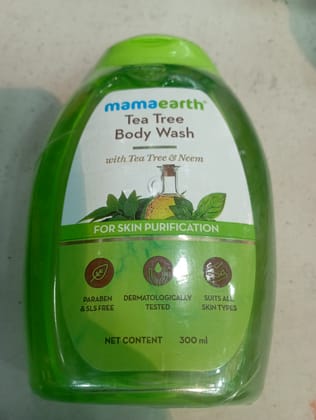 mamaearth®
Tea Tree
Body Wash
with Tea Tree & Neem
FOR SKIN PURIFICATION
PARABEN
& SLS FREE
DERMATOLOGICALLY
TESTED
SUITS ALL
SKIN TYPES
NET CONTENT 300 ml